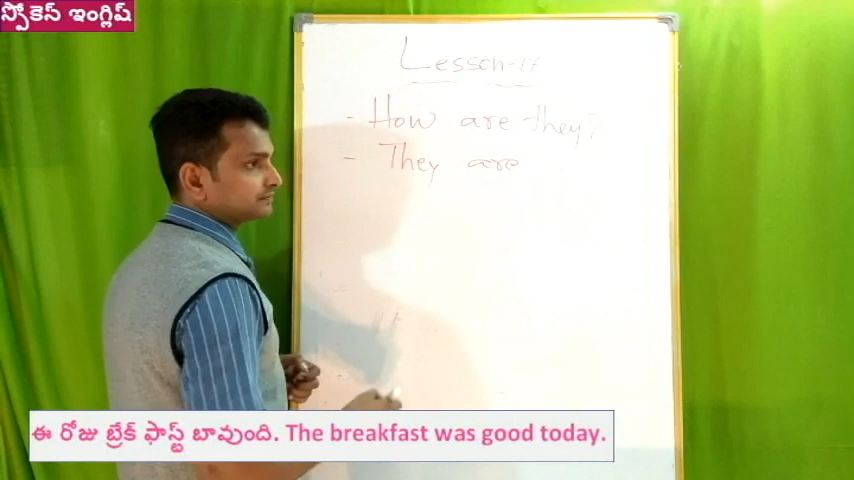 స్పోకెన్ ఇంగ్లిష్
Lesson-17
- How are they?
- They are
ఈ రోజు బ్రేక్ ఫాస్ట్ బావుంది. The breakfast was good today.